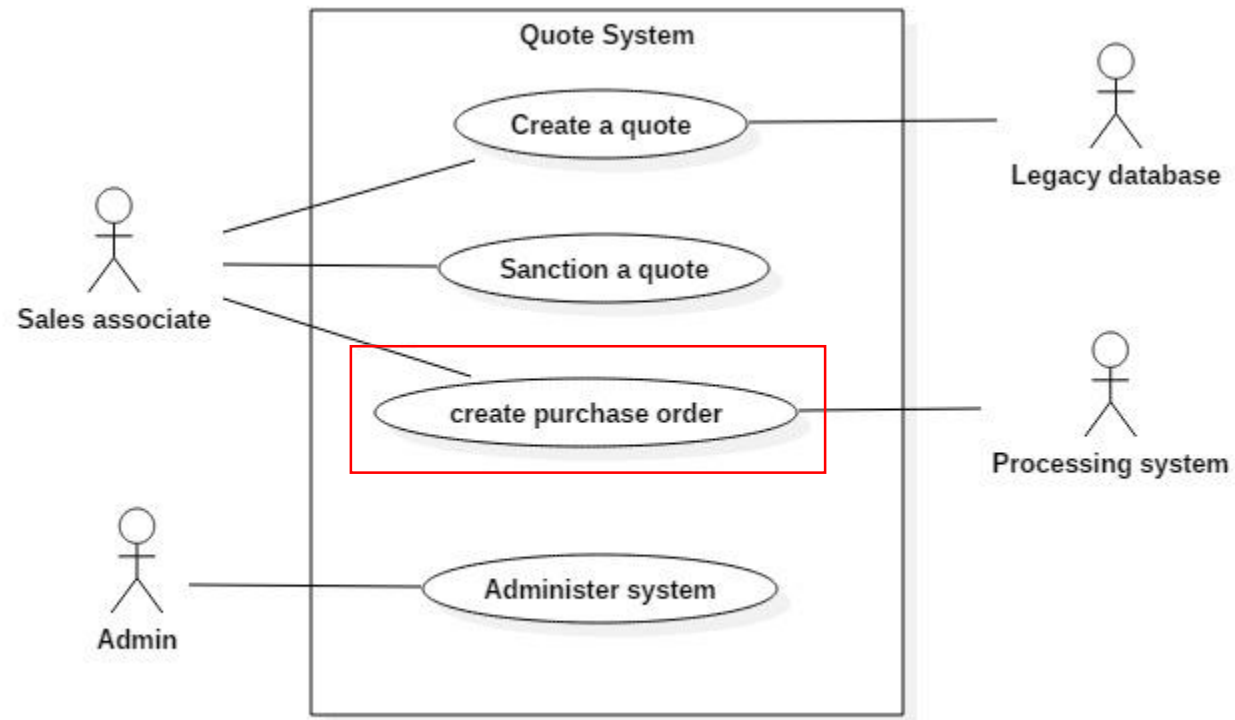 Quote System
Create a quote
Legacy database
Sanction a quote
Sales associate
create purchase order
Processing system
Administer system
Admin